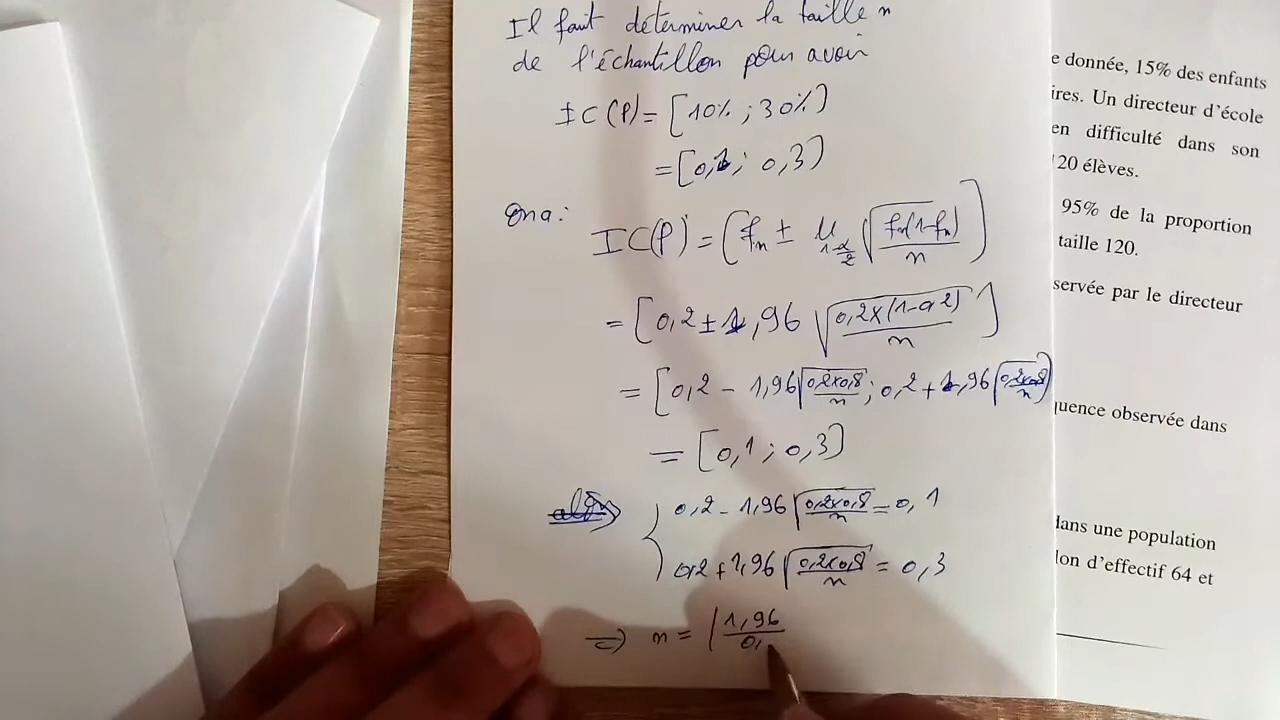 Il faut déterminer la taille n
de l'échantillon pour avoir
IC(P) = [10% ; 30%]
= [0,1 ; 0,3]
On a :
IC(P) = [fn ± μ1-α/2 √(fn(1-fn)/n)]
= [0,2 ± 1,96 √(0,2×(1-0,2)/n)]
= [0,2 - 1,96 √(0,2×0,8/n) ; 0,2 + 1,96 √(0,2×0,8/n)]
= [0,1 ; 0,3]
{ 0,2 - 1,96 √(0,2×0,8/n) = 0,1
0,2 + 1,96 √(0,2×0,8/n) = 0,3
=> n = (1,96/0,
e donnée, 15% des enfants
ires. Un directeur d'école
en difficulté dans son
120 élèves.
95% de la proportion
taille 120.
servée par le directeur
quence observée dans
dans une population
lon d'effectif 64 et